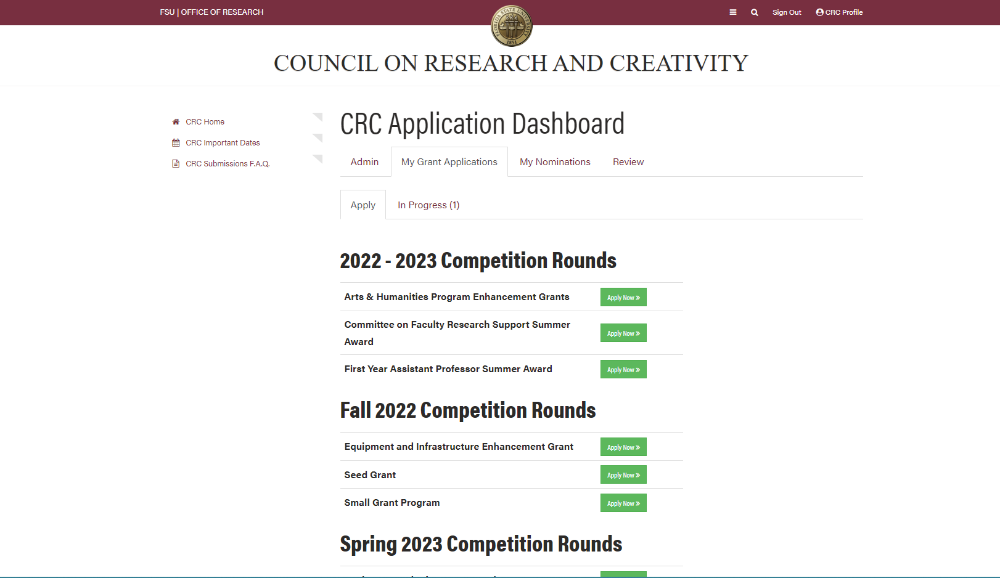 FSU | OFFICE OF RESEARCH
Sign Out
CRC Profile
FLORIDA STATE UNIVERSITY
1851
COUNCIL ON RESEARCH AND CREATIVITY
CRC Home
CRC Important Dates
CRC Submissions F.A.Q.
CRC Application Dashboard
Admin
My Grant Applications
My Nominations
Review
Apply
In Progress (1)
2022 - 2023 Competition Rounds
Arts & Humanities Program Enhancement Grants
Apply Now »
Committee on Faculty Research Support Summer
Award
Apply Now »
First Year Assistant Professor Summer Award
Apply Now »
Fall 2022 Competition Rounds
Equipment and Infrastructure Enhancement Grant
Apply Now »
Seed Grant
Apply Now »
Small Grant Program
Apply Now »
Spring 2023 Competition Rounds